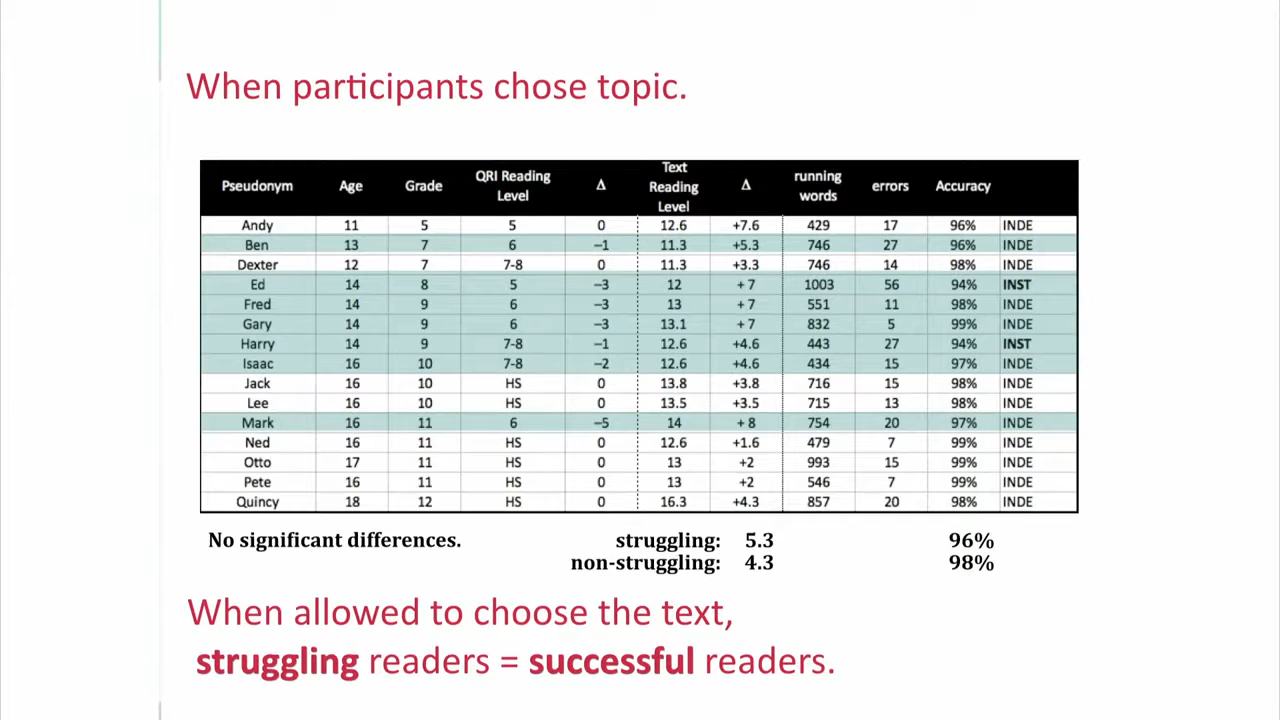 When participants chose topic.
Pseudonym Age Grade QRI Reading Level Δ Text Reading Level Δ running words errors Accuracy
Andy 11 5 5 0 12.6 +7.6 429 17 96% INDE
Ben 13 7 6 –1 11.3 +5.3 746 27 96% INDE
Dexter 12 7 7-8 0 11.3 +3.3 746 14 98% INDE
Ed 14 8 5 –3 12 + 7 1003 56 94% INST
Fred 14 9 6 –3 13 + 7 551 11 98% INDE
Gary 14 9 6 –3 13.1 + 7 832 5 99% INDE
Harry 14 9 7-8 –1 12.6 +4.6 443 27 94% INST
Isaac 16 10 7-8 –2 12.6 +4.6 434 15 97% INDE
Jack 16 10 HS 0 13.8 +3.8 716 15 98% INDE
Lee 16 10 HS 0 13.5 +3.5 715 13 98% INDE
Mark 16 11 6 –5 14 + 8 754 20 97% INDE
Ned 16 11 HS 0 12.6 +1.6 479 7 99% INDE
Otto 17 11 HS 0 13 +2 993 15 99% INDE
Pete 16 11 HS 0 13 +2 546 7 99% INDE
Quincy 18 12 HS 0 16.3 +4.3 857 20 98% INDE
No significant differences. struggling: 5.3 96%
non-struggling: 4.3 98%
When allowed to choose the text,
struggling readers = successful readers.